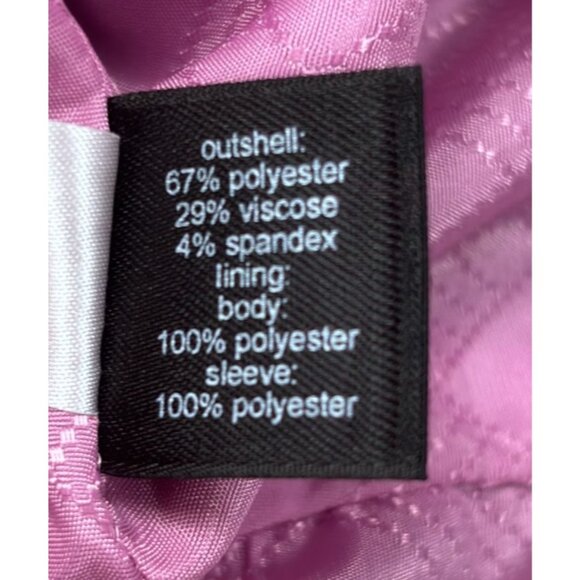 outshell:
67% polyester
29% viscose
4% spandex
lining:
body:
100% polyester
sleeve:
100% polyester